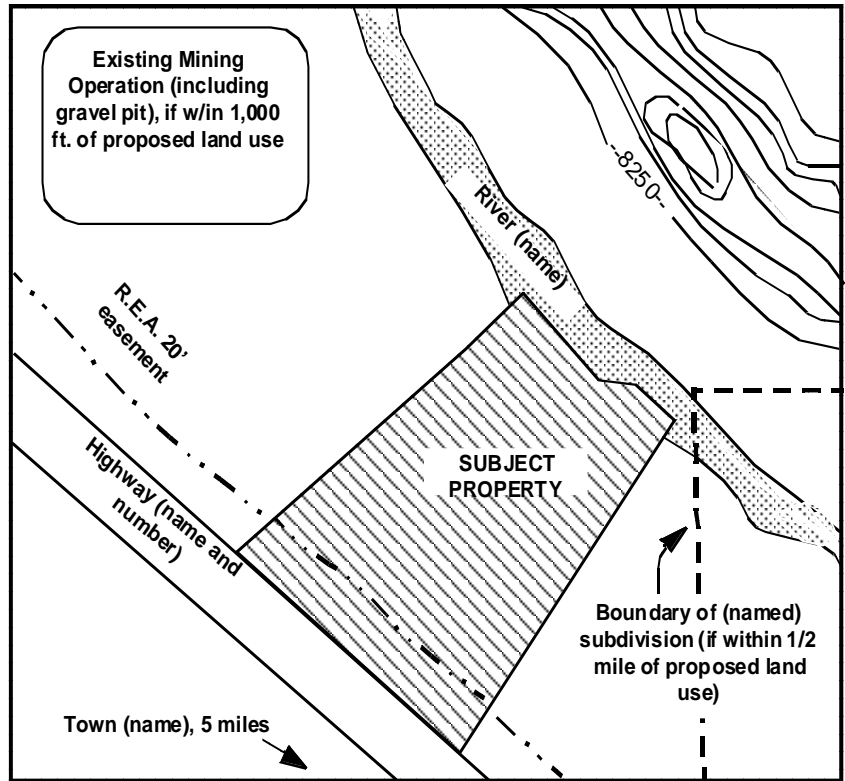 Existing Mining
Operation (including
gravel pit), if w/in 1,000
ft. of proposed land use
--8250--
River (name)
R.E.A. 20'
easement
Highway (name and
number)
SUBJECT
PROPERTY
Boundary of (named)
subdivision (if within 1/2
mile of proposed land
use)
Town (name), 5 miles